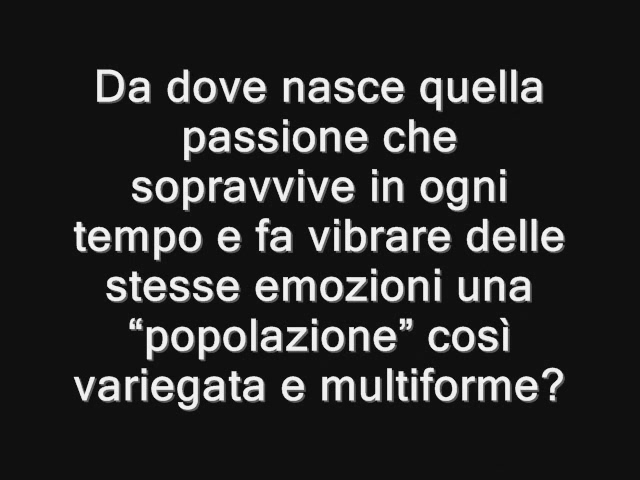 Da dove nasce quella
passione che
sopravvive in ogni
tempo e fa vibrare delle
stesse emozioni una
“popolazione” così
variegata e multiforme?